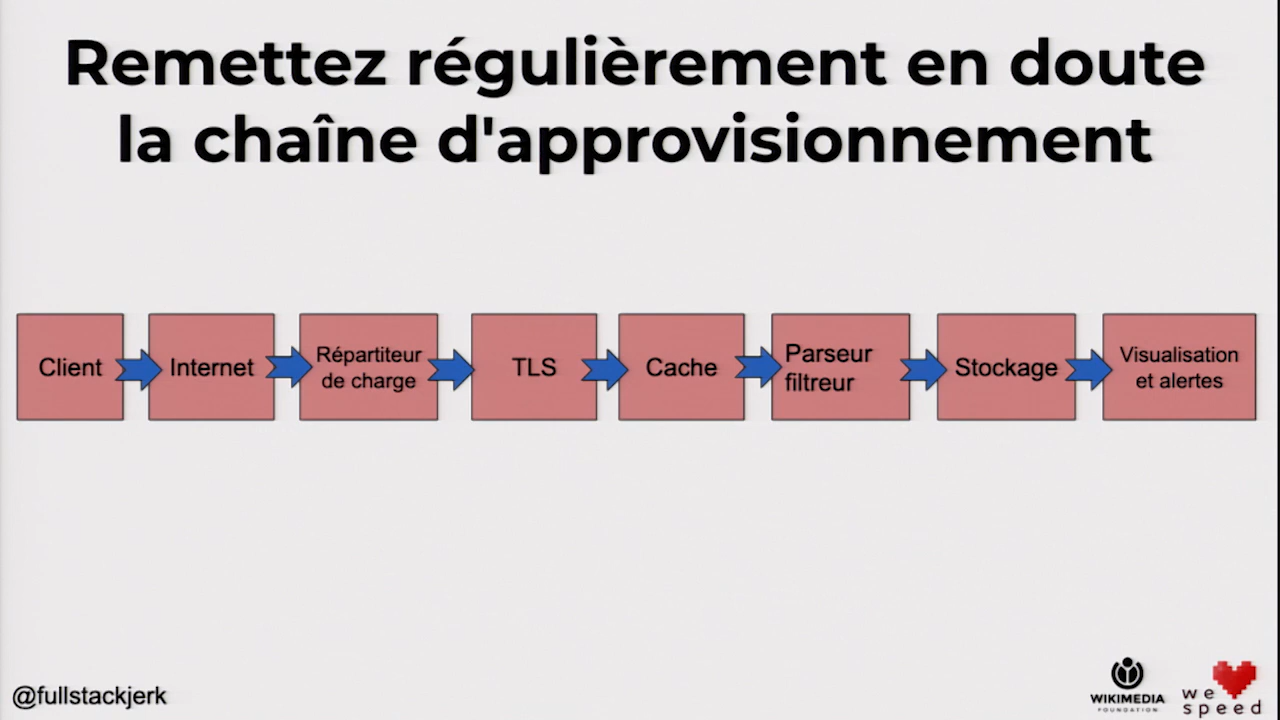 Remettez régulièrement en doute
la chaîne d'approvisionnement
Client
Internet
Répartiteur
de charge
TLS
Cache
Parseur
filtreur
Stockage
Visualisation
et alertes
@fullstackjerk
WIKIMEDIA
FOUNDATION
we
speed